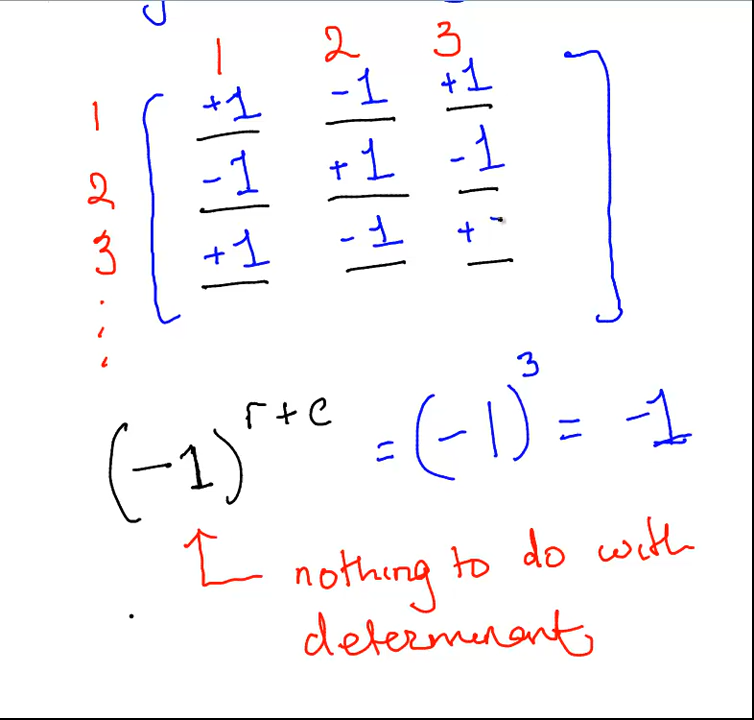 1 2 3
1 +1 -1 +1
2 -1 +1 -1
3 +1 -1 +
(-1)^{r+c} = (-1)^3 = -1
nothing to do with
determinant